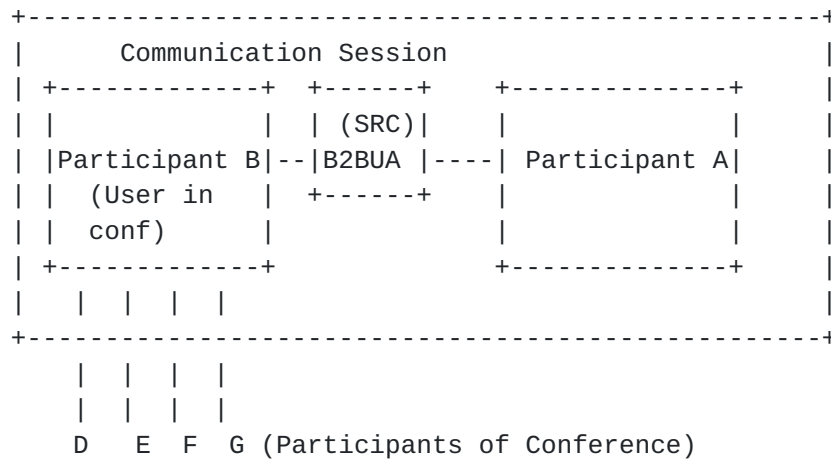 Communication Session
(SRC)
Participant B B2BUA Participant A
(User in
conf)
D E F G (Participants of Conference)